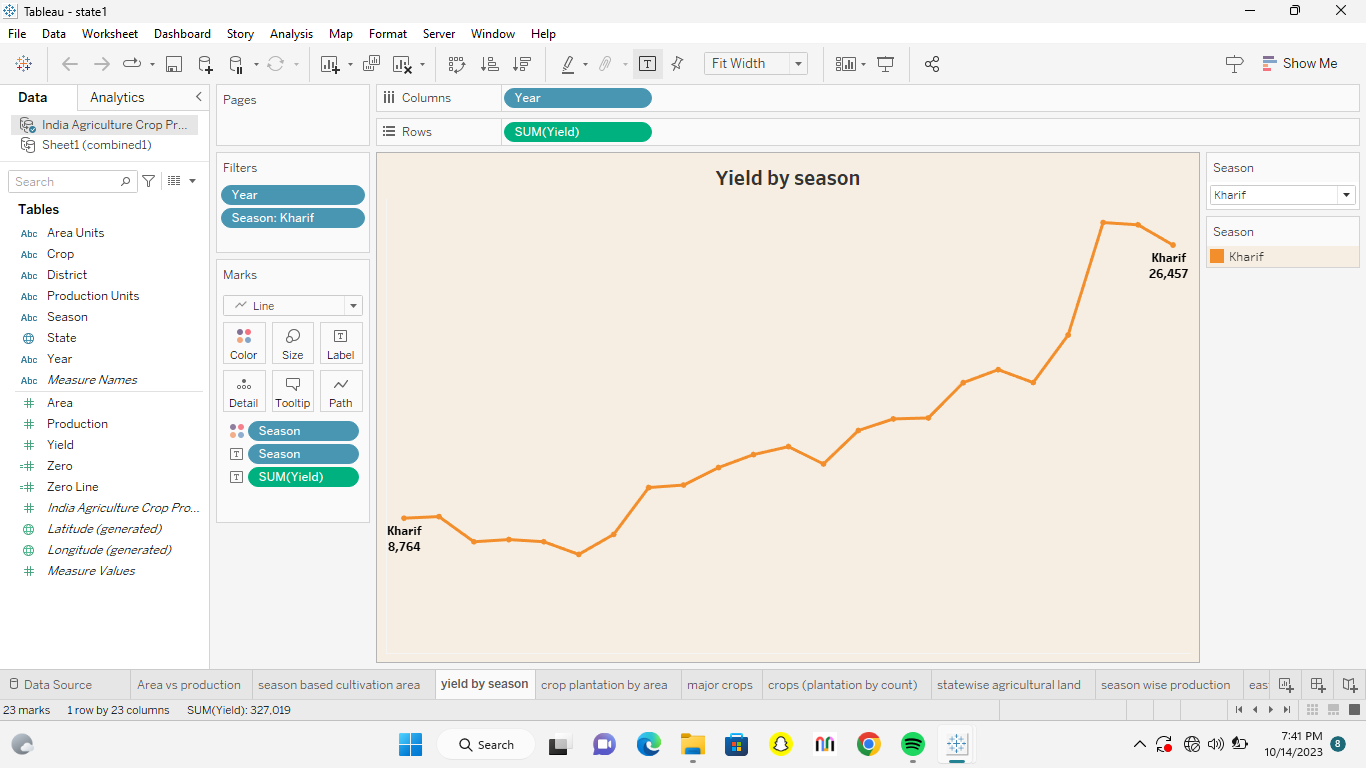 Tableau - state1
File Data Worksheet Dashboard Story Analysis Map Format Server Window Help
Fit Width
Show Me
Data Analytics
India Agriculture Crop Pr...
Sheet1 (combined1)
Search
Tables
Abc Area Units
Abc Crop
Abc District
Abc Production Units
Abc Season
State
Abc Year
Abc Measure Names
# Area
# Production
# Yield
=# Zero
=# Zero Line
# India Agriculture Crop Pro...
Latitude (generated)
Longitude (generated)
# Measure Values
Pages
Filters
Year
Season: Kharif
Marks
Line
Color Size Label
Detail Tooltip Path
Season
Season
SUM(Yield)
Columns Year
Rows SUM(Yield)
Yield by season
Kharif
26,457
Kharif
8,764
Season
Kharif
Season
Kharif
Data Source Area vs production season based cultivation area yield by season crop plantation by area major crops crops (plantation by count) statewise agricultural land season wise production eas
23 marks 1 row by 23 columns SUM(Yield): 327,019
Search
7:41 PM
10/14/2023
8